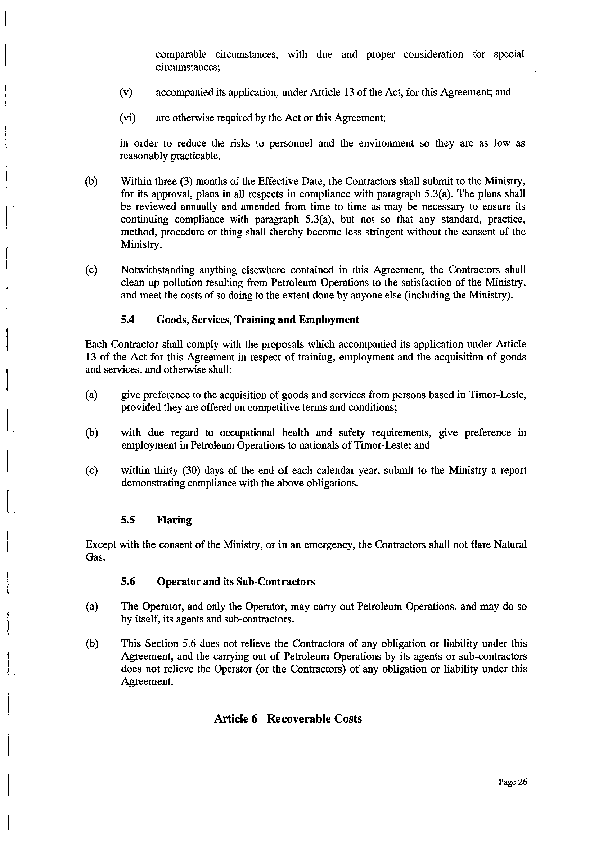 comparable circumstances, with due and proper consideration for special
circumstances;
(v) accompanied its application, under Article 13 of the Act, for this Agreement; and
(vi) are otherwise required by the Act or this Agreement;
in order to reduce the risks to personnel and the environment so they are as low as
reasonably practicable.
(b) Within three (3) months of the Effective Date, the Contractors shall submit to the Ministry,
for its approval, plans in all respects in compliance with paragraph 5.3(a). The plans shall
be reviewed annually and amended from time to time as may be necessary to ensure its
continuing compliance with paragraph 5.3(a), but not so that any standard, practice,
method, procedure or thing shall thereby become less stringent without the consent of the
Ministry.
(c) Notwithstanding anything elsewhere contained in this Agreement, the Contractors shall
clean up pollution resulting from Petroleum Operations to the satisfaction of the Ministry,
and meet the costs of so doing to the extent done by anyone else (including the Ministry).
5.4 Goods, Services, Training and Employment
Each Contractor shall comply with the proposals which accompanied its application under Article
13 of the Act for this Agreement in respect of training, employment and the acquisition of goods
and services, and otherwise shall:
(a) give preference to the acquisition of goods and services from persons based in Timor-Leste,
provided they are offered on competitive terms and conditions;
(b) with due regard to occupational health and safety requirements, give preference in
employment in Petroleum Operations to nationals of Timor-Leste; and
(c) within thirty (30) days of the end of each calendar year, submit to the Ministry a report
demonstrating compliance with the above obligations.
5.5 Flaring
Except with the consent of the Ministry, or in an emergency, the Contractors shall not flare Natural
Gas.
5.6 Operator and its Sub-Contractors
(a) The Operator, and only the Operator, may carry out Petroleum Operations, and may do so
by itself, its agents and sub-contractors.
(b) This Section 5.6 does not relieve the Contractors of any obligation or liability under this
Agreement, and the carrying out of Petroleum Operations by its agents or sub-contractors
does not relieve the Operator (or the Contractors) of any obligation or liability under this
Agreement.
Article 6 Recoverable Costs
Page 26